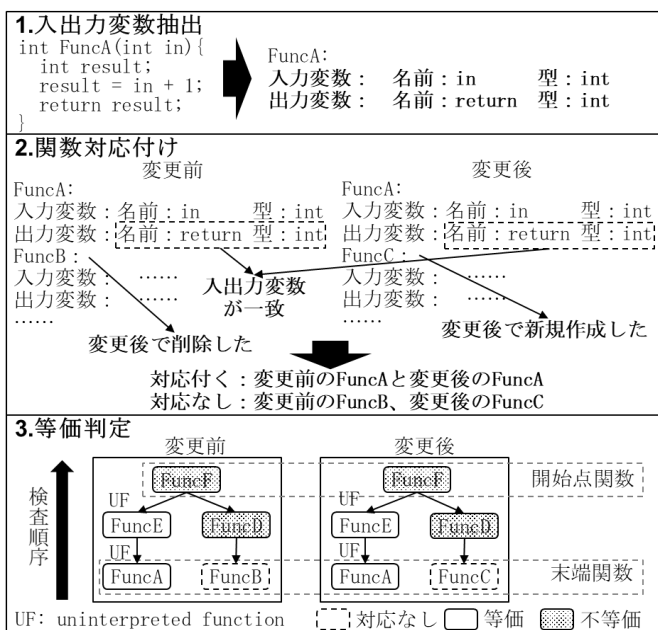 1.入出力変数抽出
int FuncA(int in){
int result;
result = in + 1;
return result;
}
FuncA:
入力変数： 名前：in 型：int
出力変数： 名前：return 型：int
2.関数対応付け
変更前
FuncA:
入力変数：名前：in 型：int
出力変数：名前：return 型：int
FuncB：
入力変数： ……
出力変数： ……
……
変更後
FuncA:
入力変数：名前：in 型：int
出力変数：名前：return 型：int
FuncC：
入力変数： ……
出力変数： ……
……
入出力変数
が一致
変更後で削除した
変更後で新規作成した
対応付く：変更前のFuncAと変更後のFuncA
対応なし：変更前のFuncB、変更後のFuncC
3.等価判定
検査順序
変更前
FuncF
UF
FuncE
FuncD
UF
FuncA
FuncB
変更後
FuncF
UF
FuncE
FuncD
UF
FuncA
FuncC
開始点関数
末端関数
UF: uninterpreted function
対応なし
等価
不等価